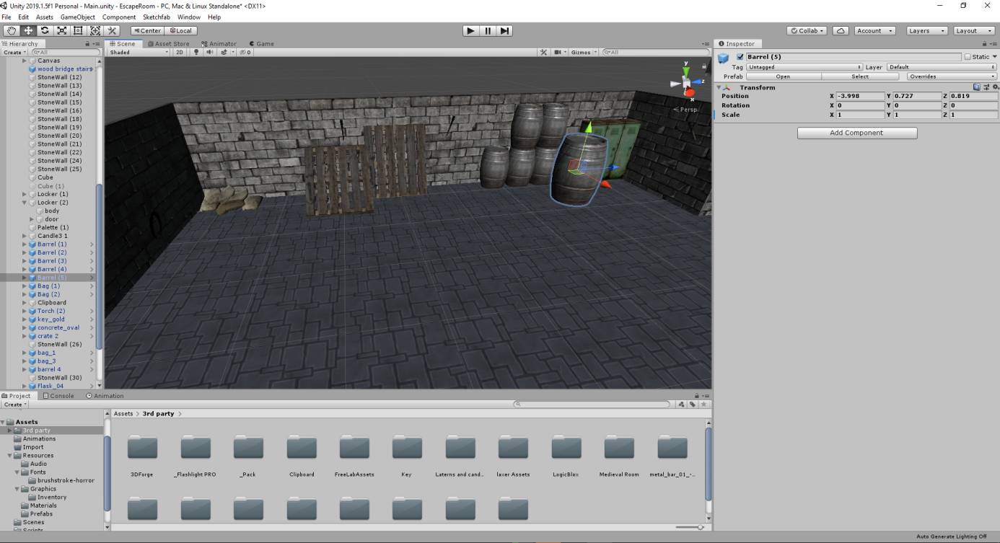 Unity 2019.1.5f1 Personal - Main.unity - EscapeRoom - PC, Mac & Linux Standalone* <DX11>
File Edit Assets GameObject Component Sketchfab Window Help
Center Local Collab Account Layers Layout
Hierarchy
Create All
Canvas
wood bridge stairs
StoneWall (12)
StoneWall (13)
StoneWall (14)
StoneWall (15)
StoneWall (16)
StoneWall (18)
StoneWall (19)
StoneWall (20)
StoneWall (21)
StoneWall (22)
StoneWall (24)
StoneWall (25)
Cube
Cube (1)
Locker (1)
Locker (2)
body
door
Palette (1)
Candle3 1
Barrel (1)
Barrel (2)
Barrel (3)
Barrel (4)
Barrel (5)
Bag (1)
Bag (2)
Clipboard
Torch (2)
key_gold
concrete_oval
crate 2
StoneWall (26)
bag_1
bag_3
barrel 4
StoneWall (30)
Flask_04
Scene Asset Store Animator Game
Shaded 2D 0 Gizmos All
y
z
x
Persp
Inspector
Barrel (5) Static
Tag Untagged Layer Default
Prefab Open Select Overrides
Transform
Position X -3.998 Y 0.727 Z 0.819
Rotation X 0 Y 0 Z 0
Scale X 1 Y 1 Z 1
Add Component
Project Console Animation
Create
Assets
3rd party
Animations
Import
Resources
Audio
Fonts
brushstroke-horror
Graphics
Inventory
Materials
Prefabs
Scenes
Scripts
Assets > 3rd party >
3DForge _Flashlight PRO _Pack Clipboard FreeLabAssets Key Laterns and cand... laxer Assets LogicBlox Medieval Room metal_bar_01_-...
Auto Generate Lighting Off